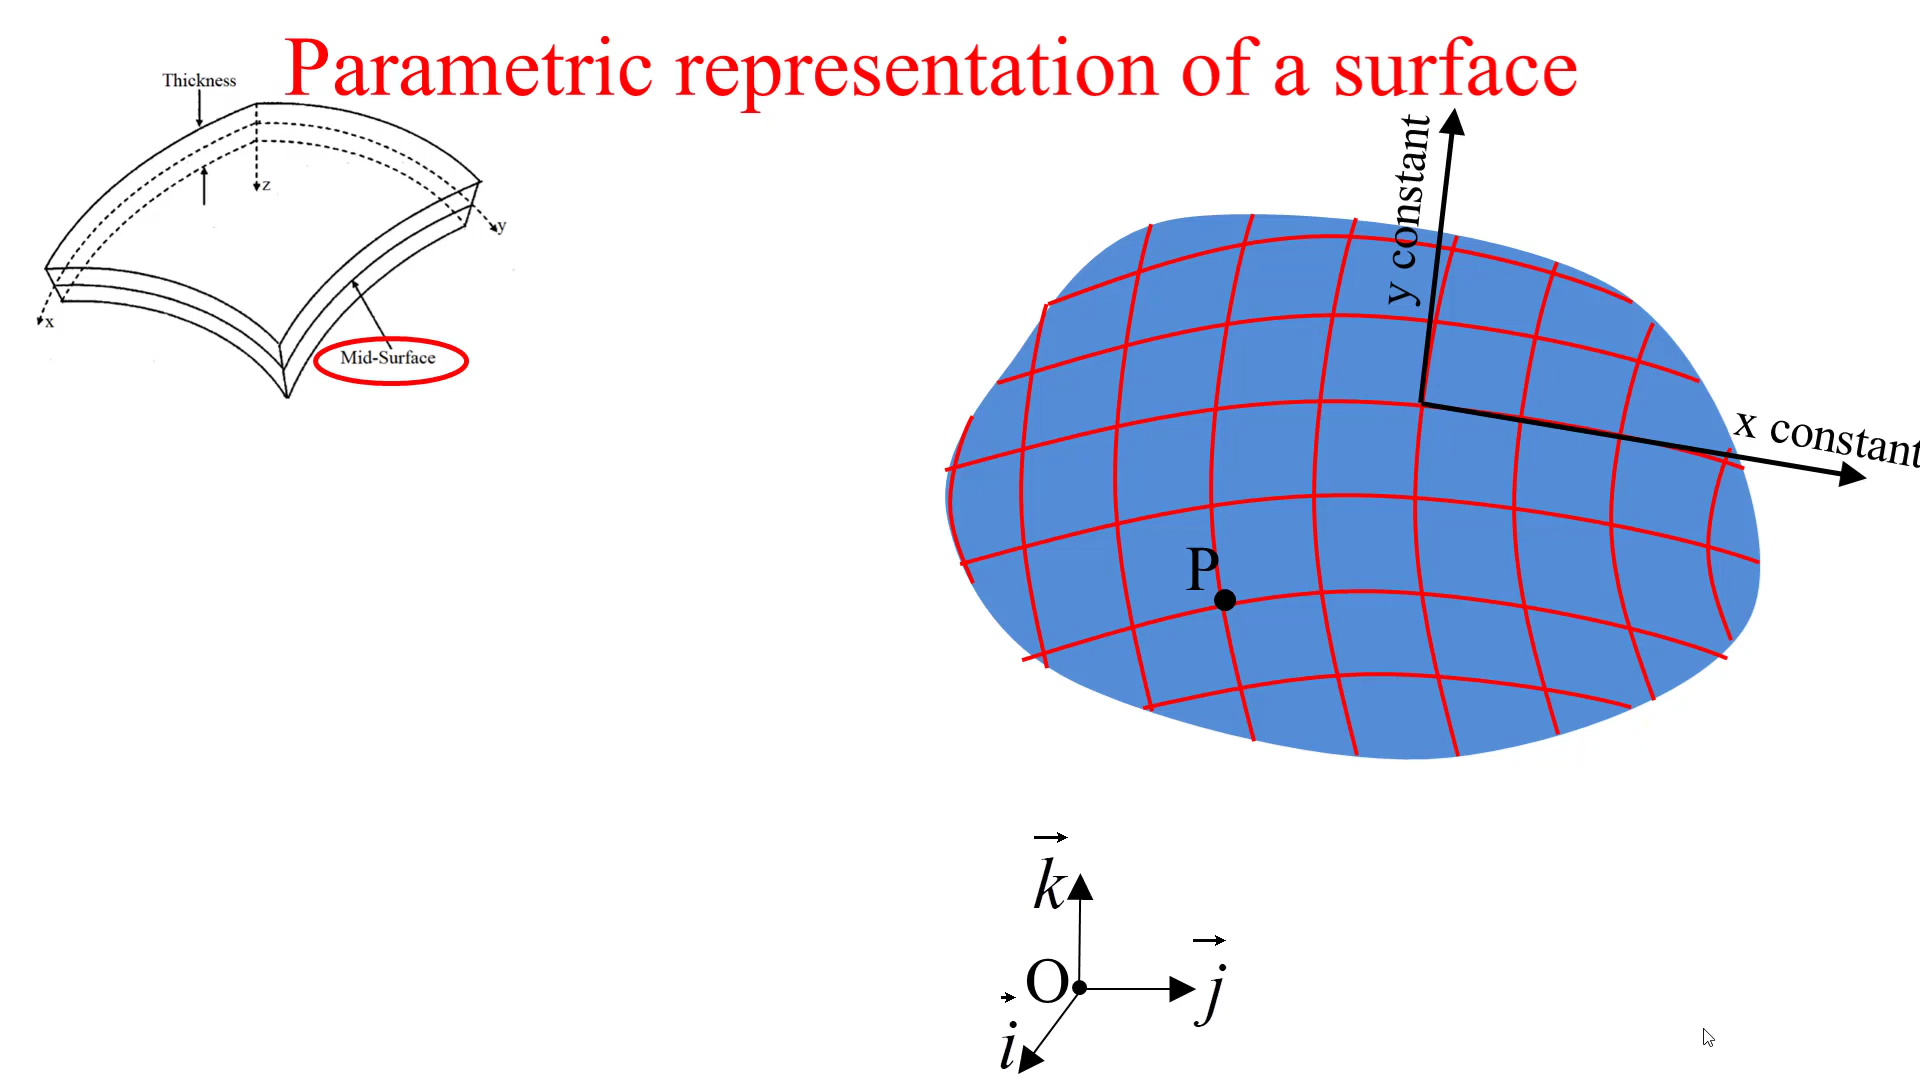 Parametric representation of a surface
Thickness
z
y
x
Mid-Surface
y constant
x constant
P
k
O
j
i